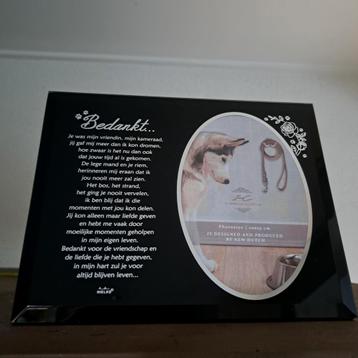 Bedankt...
Je was mijn vriendin, mijn kameraad.
Jij gaf mij meer dan ik kon dromen,
hoe zwaar is het nu dan ook
dat jouw tijd al is gekomen.
De lege mand en je riem,
herinneren mij eraan dat ik
jou nooit meer zal zien.
Het bos, het strand,
het ging je nooit vervelen,
ik ben blij dat ik die
momenten met jou kon delen.
Jij kon alleen maar liefde geven
en hebt me vaak door
moeilijke momenten geholpen
in mijn eigen leven.
Bedankt voor de vriendschap en
de liefde die je hebt gegeven,
in mijn hart zul je voor
altijd blijven leven...
DESIGNED AND PRODUCED
BY NEW DUTCH